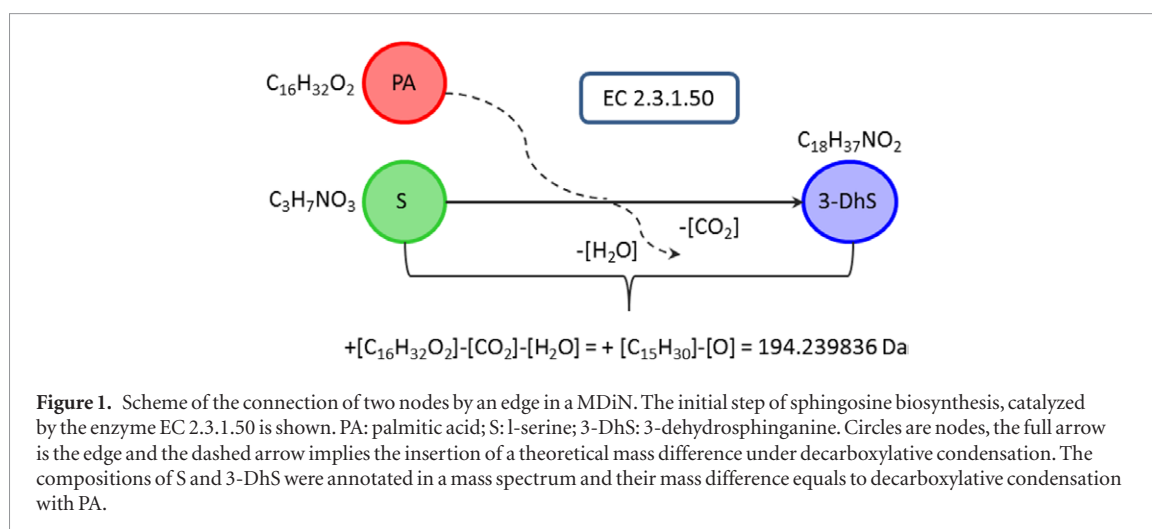 C₁₆H₃₂O₂
PA
EC 2.3.1.50
C₁₈H₃₇NO₂
C₃H₇NO₃
S
3-DhS
-[CO₂]
-[H₂O]
+[C₁₆H₃₂O₂]-[CO₂]-[H₂O] = + [C₁₅H₃₀]-[O] = 194.239836 Da
Figure 1. Scheme of the connection of two nodes by an edge in a MDiN. The initial step of sphingosine biosynthesis, catalyzed
by the enzyme EC 2.3.1.50 is shown. PA: palmitic acid; S: l-serine; 3-DhS: 3-dehydrosphinganine. Circles are nodes, the full arrow
is the edge and the dashed arrow implies the insertion of a theoretical mass difference under decarboxylative condensation. The
compositions of S and 3-DhS were annotated in a mass spectrum and their mass difference equals to decarboxylative condensation
with PA.